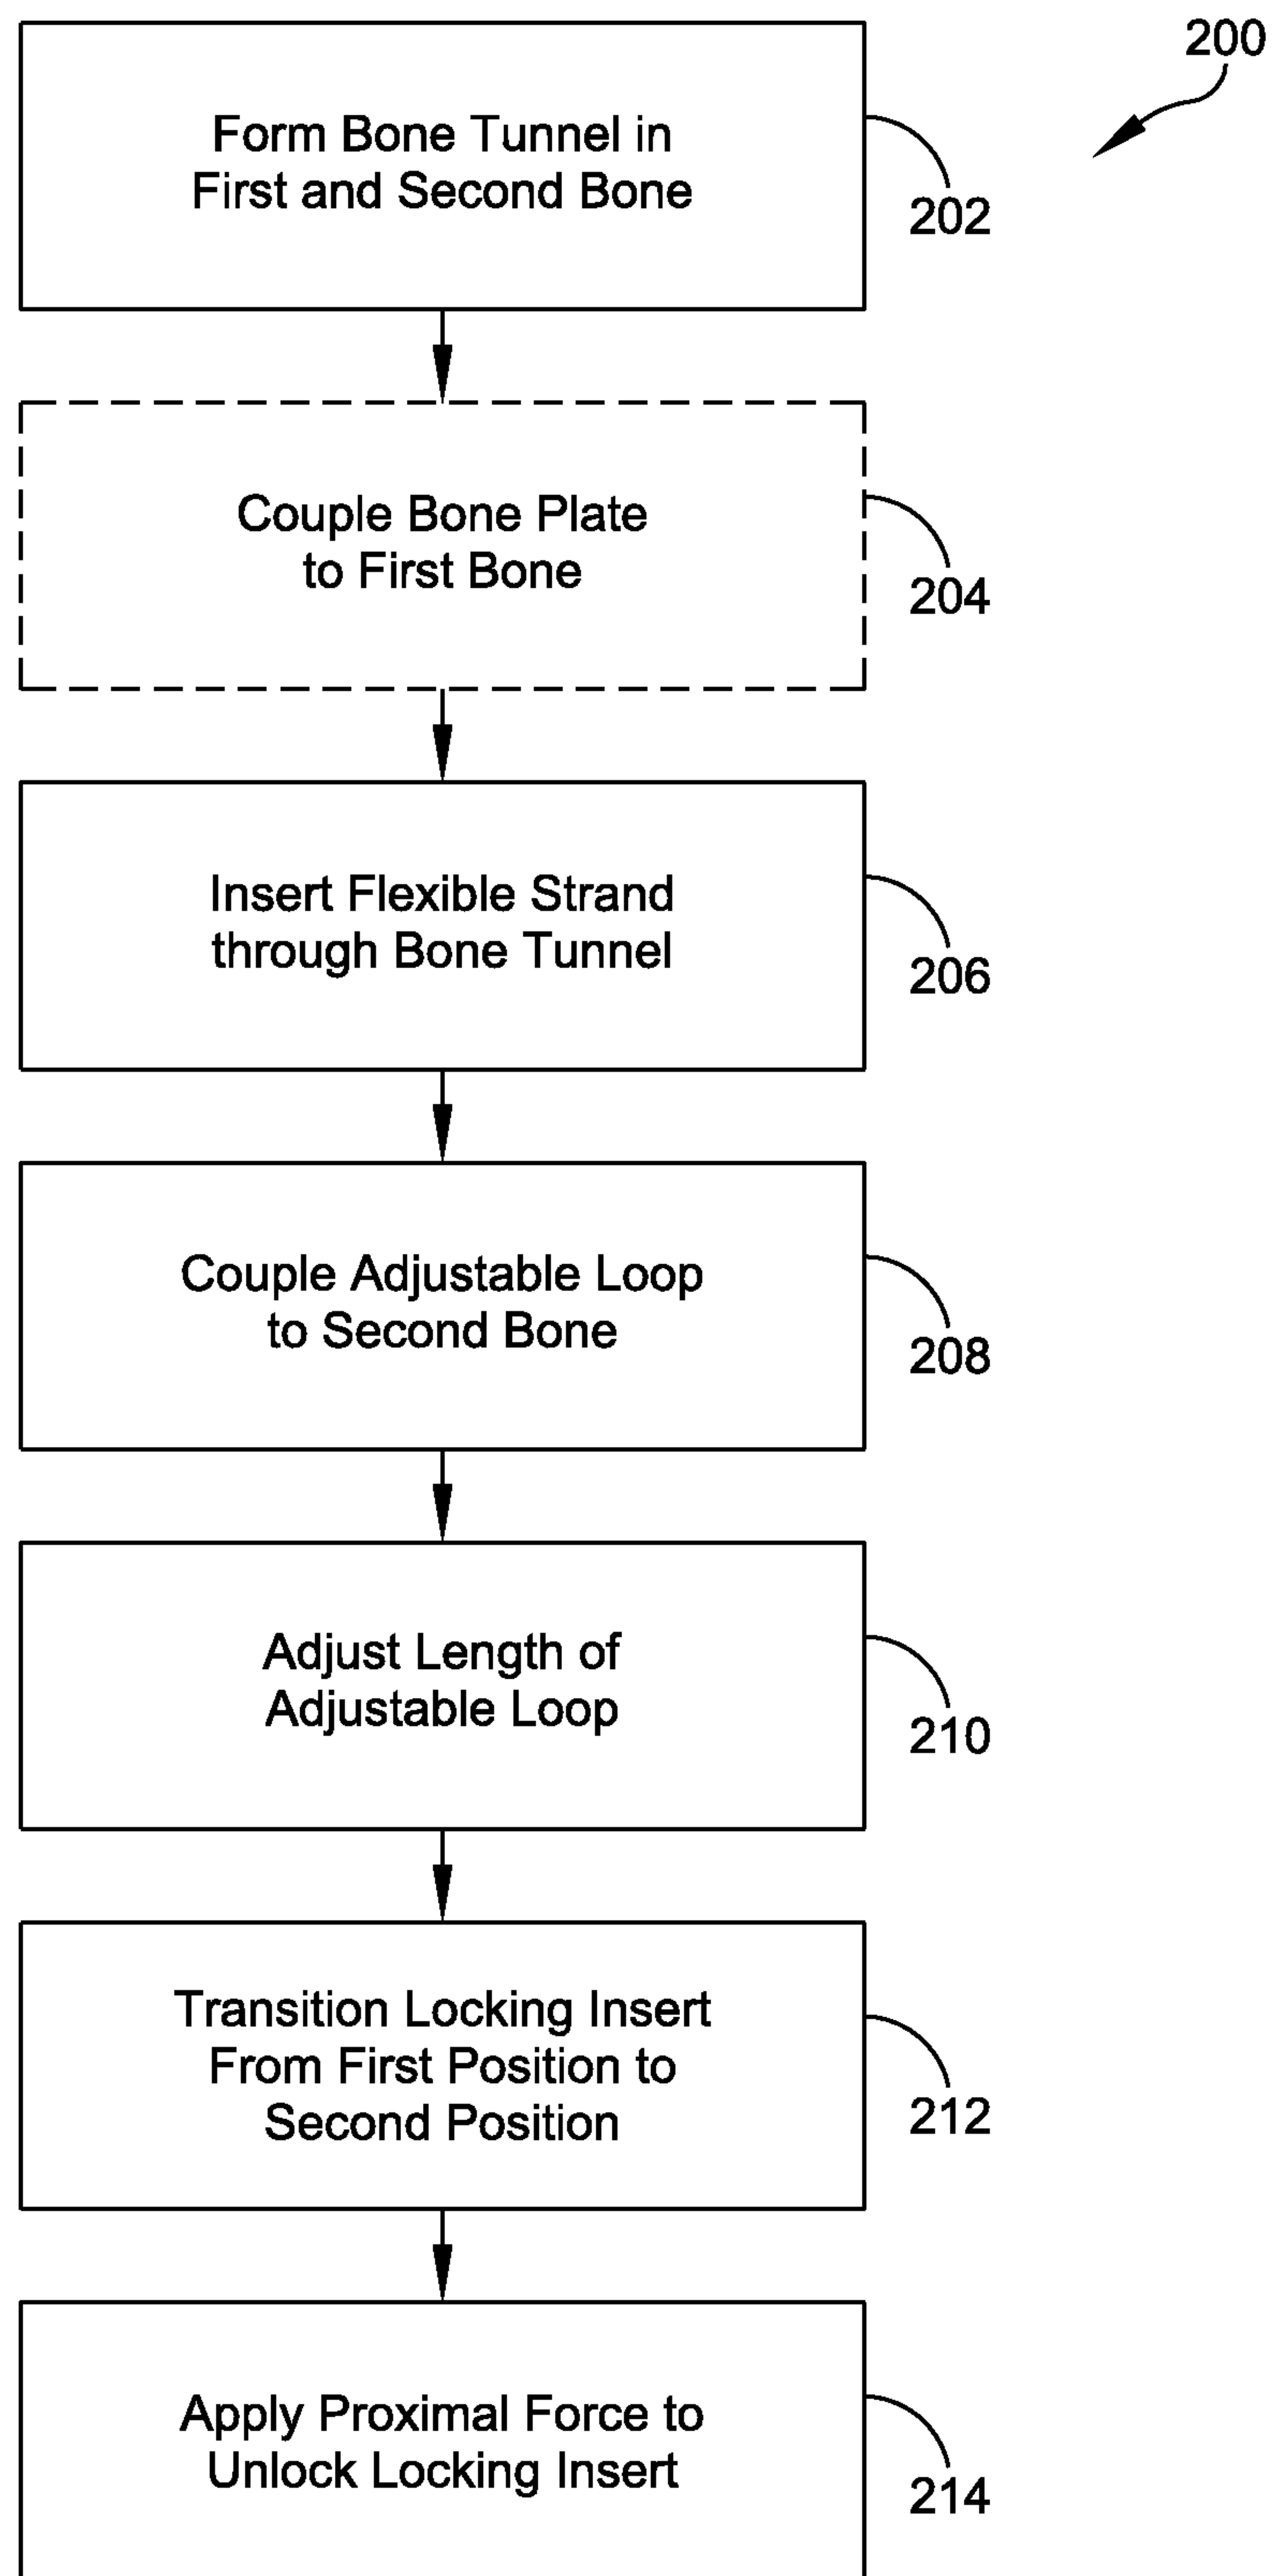 200
Form Bone Tunnel in
First and Second Bone
202
Couple Bone Plate
to First Bone
204
Insert Flexible Strand
through Bone Tunnel
206
Couple Adjustable Loop
to Second Bone
208
Adjust Length of
Adjustable Loop
210
Transition Locking Insert
From First Position to
Second Position
212
Apply Proximal Force to
Unlock Locking Insert
214